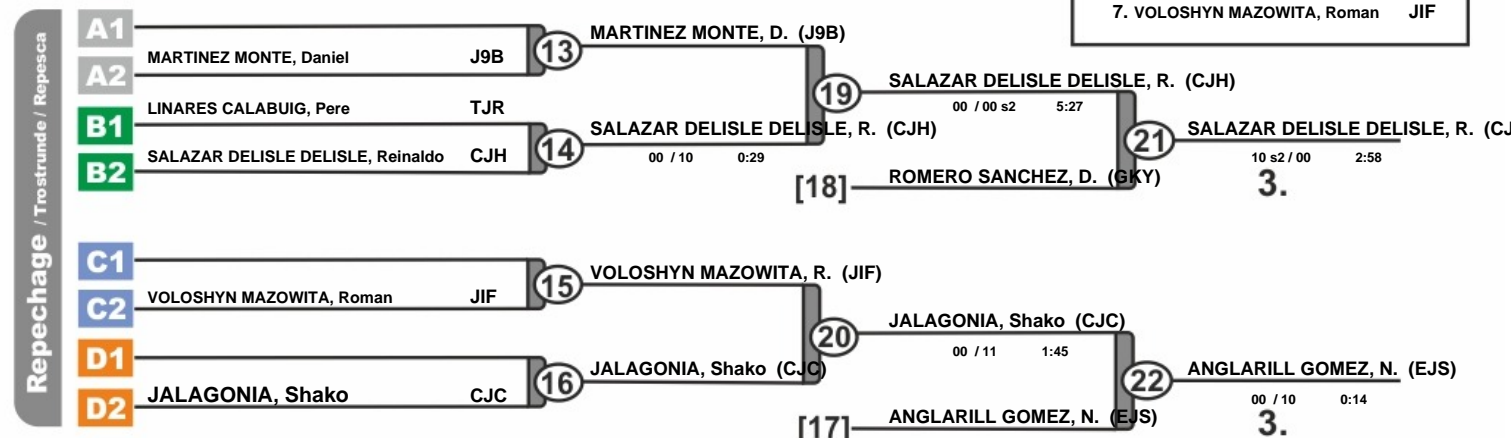 7. VOLOSHYN MAZOWITA, Roman JIF
Repechage / Trostrunde / Repesca
A1
MARTINEZ MONTE, Daniel J9B
A2
13
MARTINEZ MONTE, D. (J9B)
LINARES CALABUIG, Pere TJR
B1
SALAZAR DELISLE DELISLE, Reinaldo CJH
B2
14
SALAZAR DELISLE DELISLE, R. (CJH)
00 / 10 0:29
19
SALAZAR DELISLE DELISLE, R. (CJH)
00 / 00 s2 5:27
[18]
ROMERO SANCHEZ, D. (GKY)
21
SALAZAR DELISLE DELISLE, R. (CJ
10 s2 / 00 2:58
3.
C1
VOLOSHYN MAZOWITA, Roman JIF
C2
15
VOLOSHYN MAZOWITA, R. (JIF)
D1
JALAGONIA, Shako CJC
D2
16
JALAGONIA, Shako (CJC)
20
JALAGONIA, Shako (CJC)
00 / 11 1:45
[17]
ANGLARILL GOMEZ, N. (EJS)
22
ANGLARILL GOMEZ, N. (EJS)
00 / 10 0:14
3.